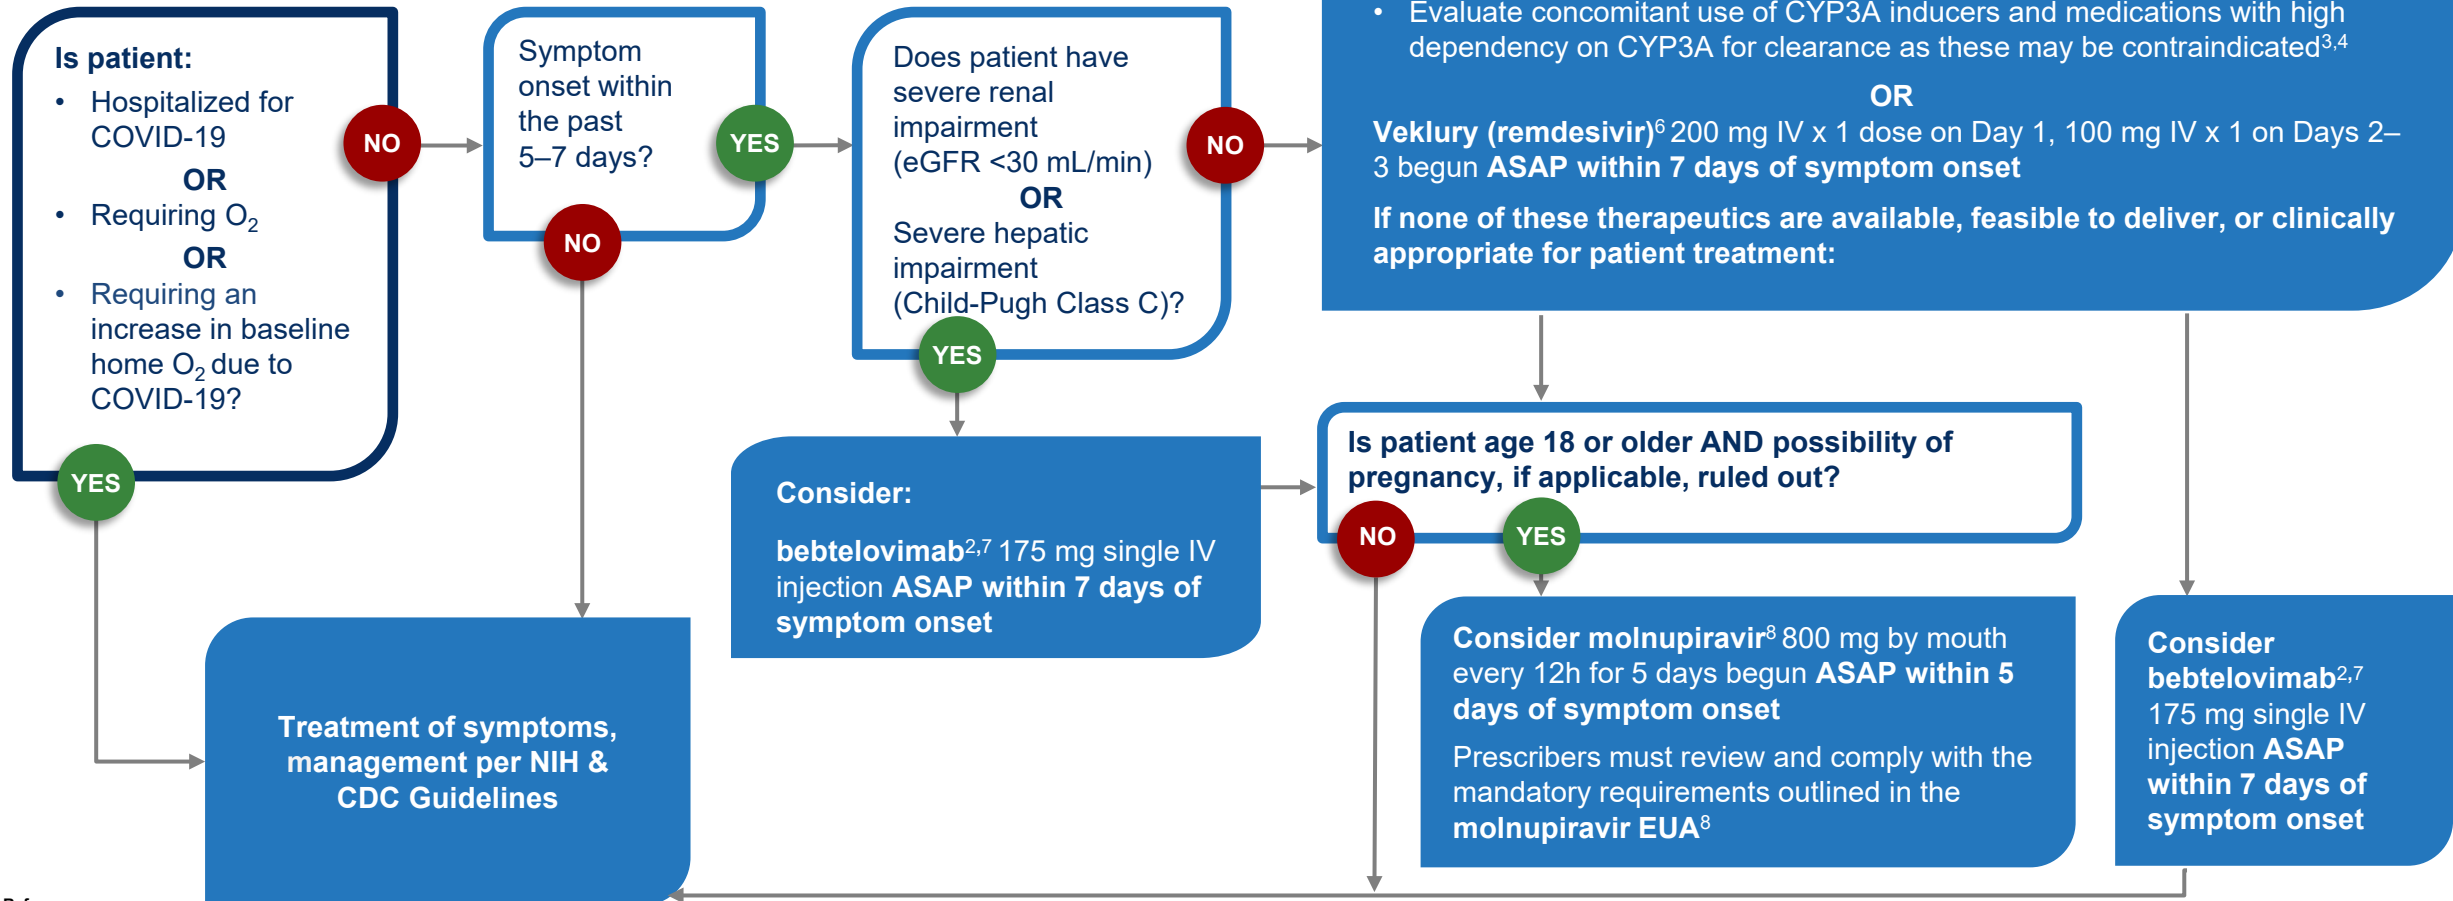 Is patient:
• Hospitalized for
COVID-19
OR
• Requiring O2
OR
• Requiring an
increase in baseline
home O2 due to
COVID-19?
NO
YES
Symptom
onset within
the past
5–7 days?
YES
NO
Does patient have
severe renal
impairment
(eGFR <30 mL/min)
OR
Severe hepatic
impairment
(Child-Pugh Class C)?
NO
YES
• Evaluate concomitant use of CYP3A inducers and medications with high
dependency on CYP3A for clearance as these may be contraindicated3,4
OR
Veklury (remdesivir)6 200 mg IV x 1 dose on Day 1, 100 mg IV x 1 on Days 2–
3 begun ASAP within 7 days of symptom onset
If none of these therapeutics are available, feasible to deliver, or clinically
appropriate for patient treatment:
Consider:
bebtelovimab2,7 175 mg single IV
injection ASAP within 7 days of
symptom onset
Is patient age 18 or older AND possibility of
pregnancy, if applicable, ruled out?
NO
YES
Treatment of symptoms,
management per NIH &
CDC Guidelines
Consider molnupiravir8 800 mg by mouth
every 12h for 5 days begun ASAP within 5
days of symptom onset
Prescribers must review and comply with the
mandatory requirements outlined in the
molnupiravir EUA8
Consider
bebtelovimab2,7
175 mg single IV
injection ASAP
within 7 days of
symptom onset